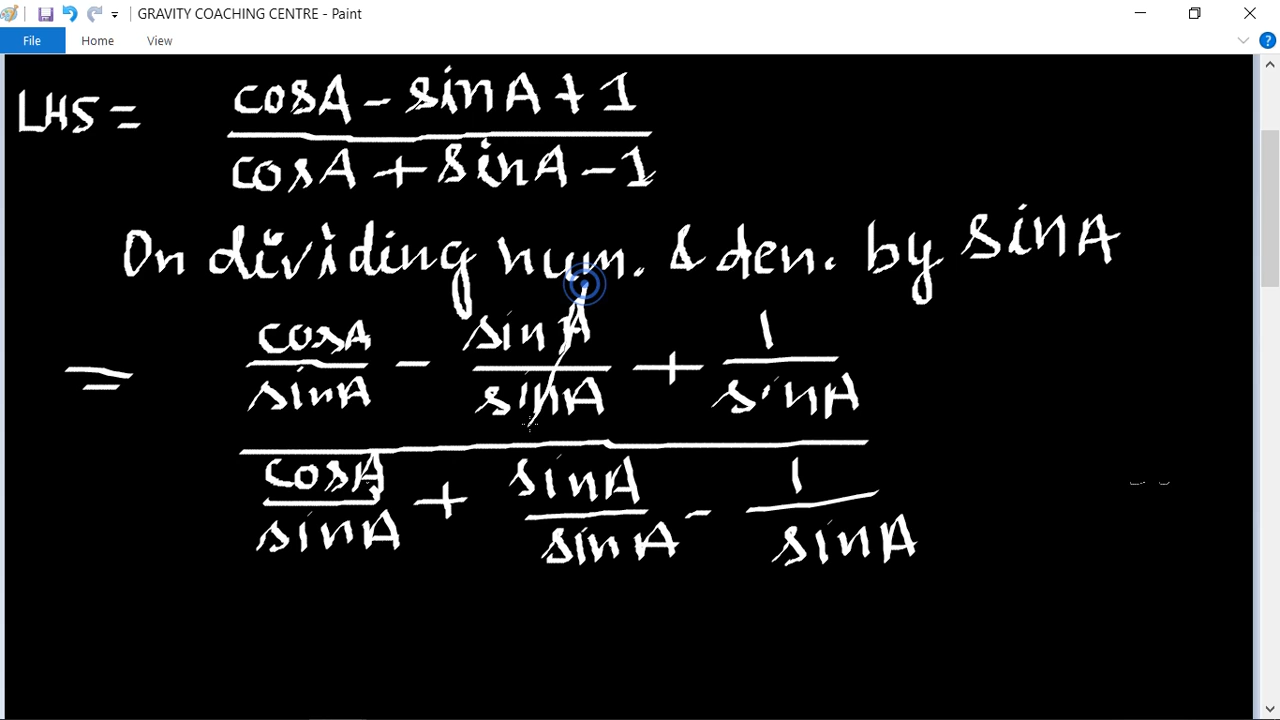 GRAVITY COACHING CENTRE - Paint
File Home View
LHS = (cosA - sinA + 1) / (cosA + sinA - 1)
On dividing num. & den. by sinA
= (cosA/sinA - sinA/sinA + 1/sinA) / (cosA/sinA + sinA/sinA - 1/sinA)